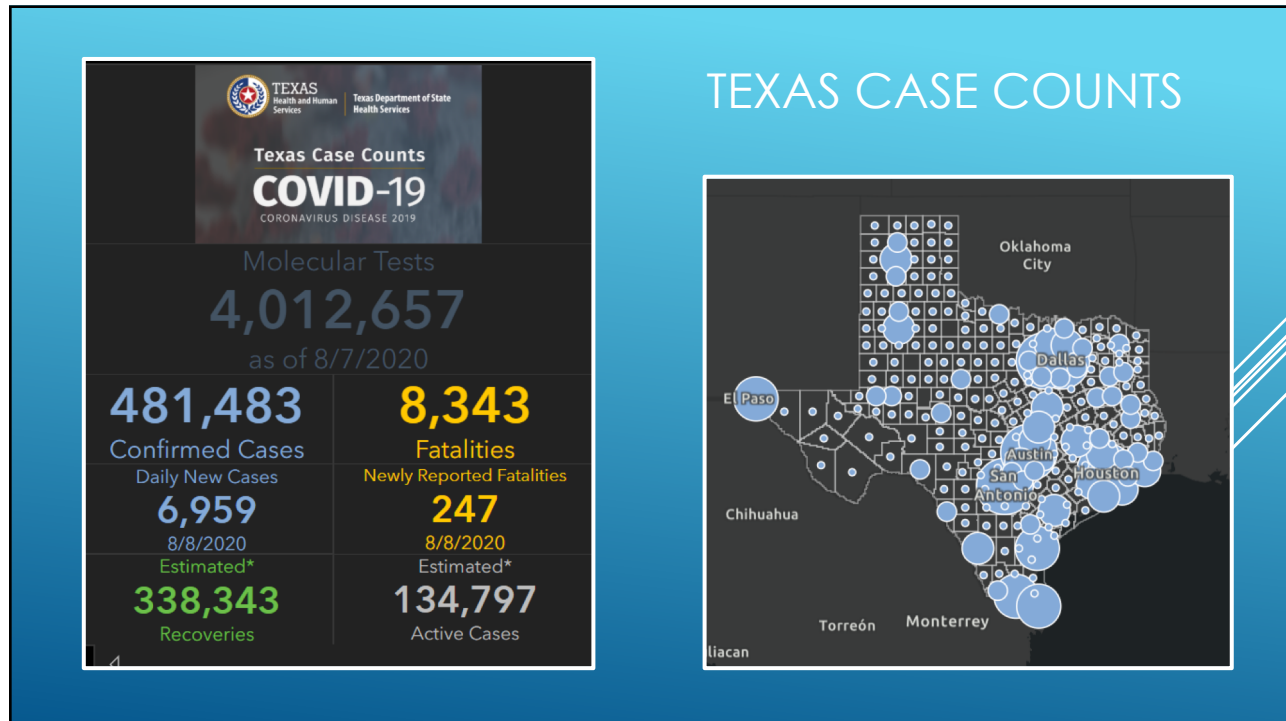 TEXAS CASE COUNTS
TEXAS
Health and Human
Services
Texas Department of State
Health Services
Texas Case Counts
COVID-19
CORONAVIRUS DISEASE 2019
Molecular Tests
4,012,657
as of 8/7/2020
481,483
Confirmed Cases
8,343
Fatalities
Daily New Cases
6,959
8/8/2020
Newly Reported Fatalities
247
8/8/2020
Estimated*
338,343
Recoveries
Estimated*
134,797
Active Cases
Oklahoma
City
Dallas
El Paso
Austin
San
Antonio
Houston
Chihuahua
Torreón
Monterrey
liacan